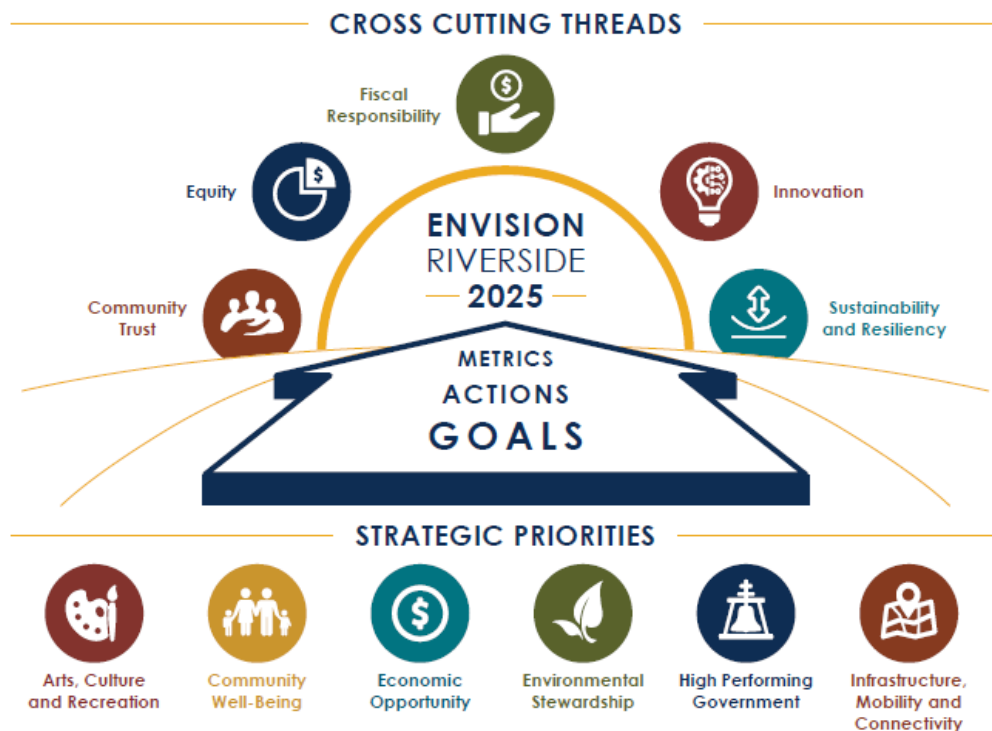 CROSS CUTTING THREADS
Fiscal
Responsibility
$
Equity
$
Innovation
Community
Trust
Sustainability
and Resiliency
ENVISION
RIVERSIDE
2025
METRICS
ACTIONS
GOALS
STRATEGIC PRIORITIES
$
Arts, Culture
and Recreation
Community
Well-Being
Economic
Opportunity
Environmental
Stewardship
High Performing
Government
Infrastructure,
Mobility and
Connectivity